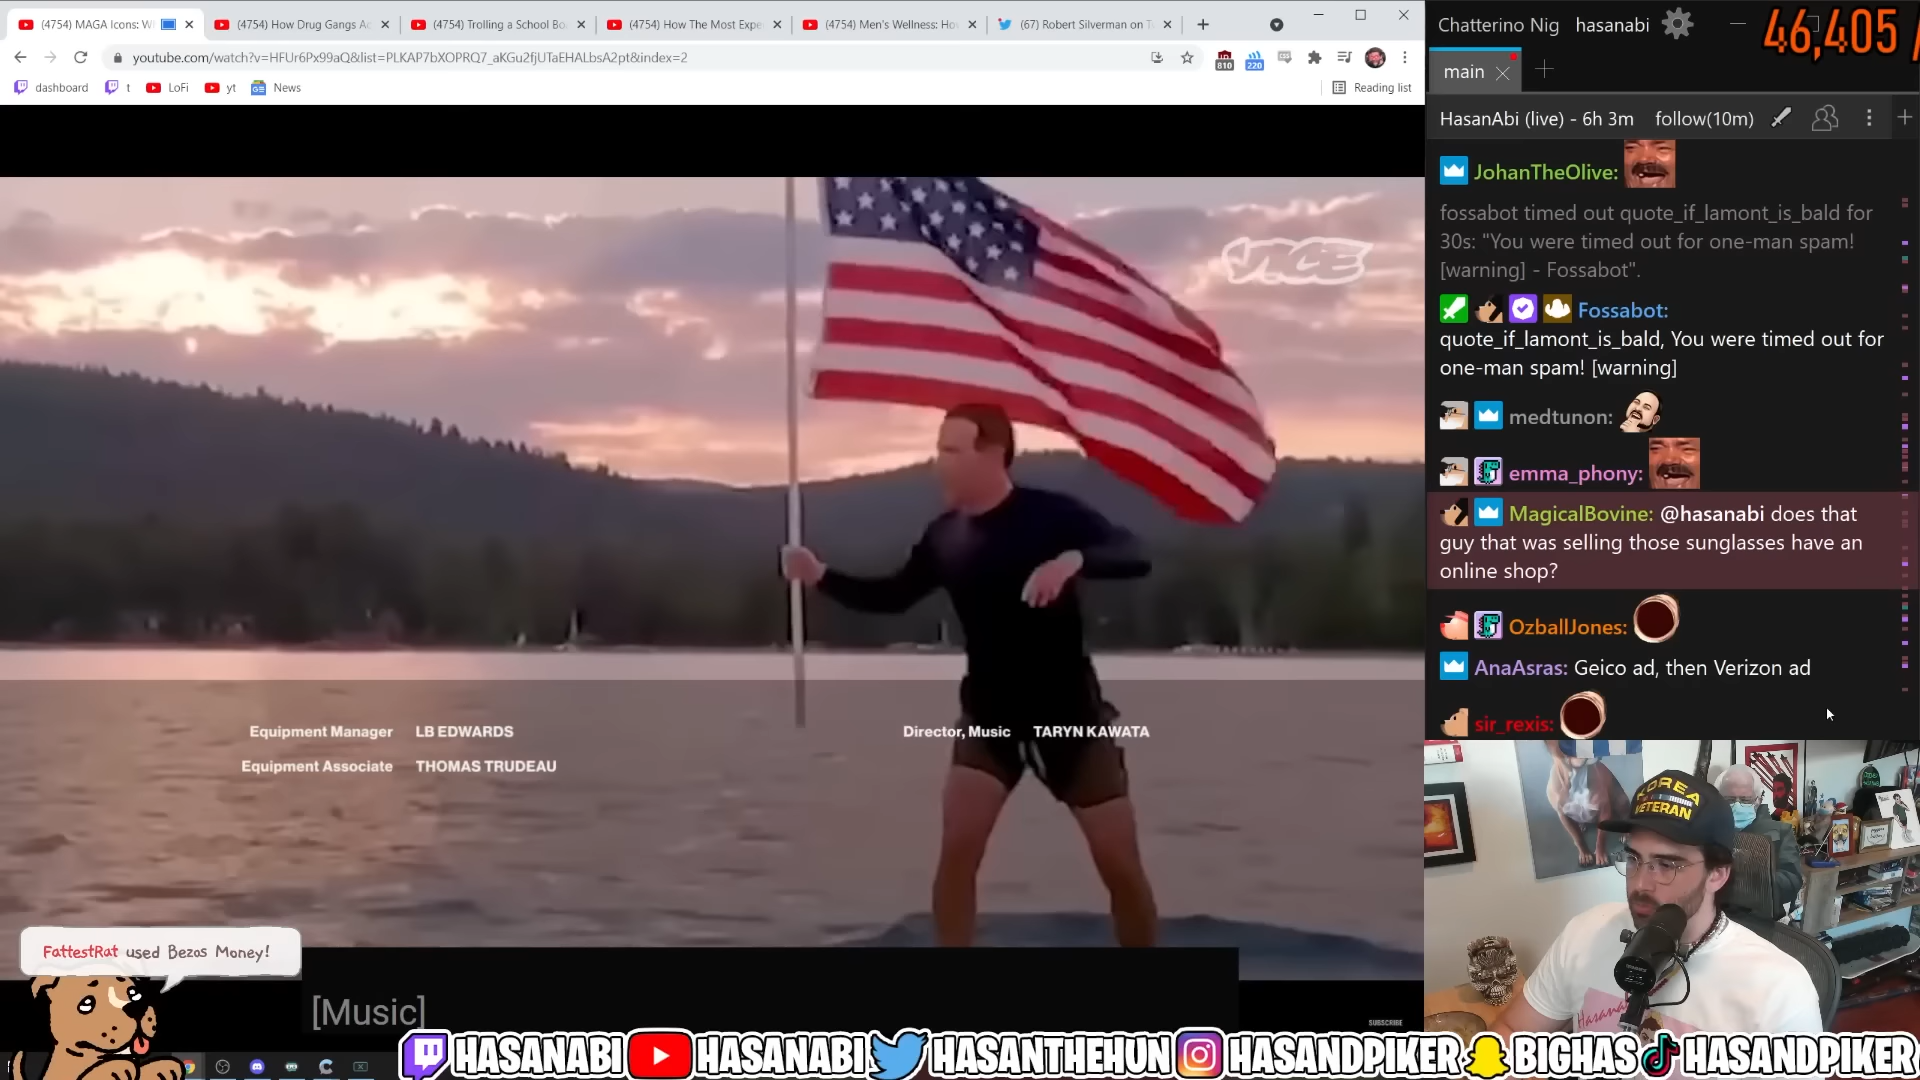 (4754) MAGA Icons: W
(4754) How Drug Gangs Ac
(4754) Trolling a School Bo
(4754) How The Most Expe
(4754) Men's Wellness: Ho
(67) Robert Silverman on T
youtube.com/watch?v=HFUr6Px99aQ&list=PLKAP7bXOPRQ7_aKGu2fjUTaEHALbsA2pt&index=2
810
220
dashboard
t
LoFi
yt
News
Reading list
VICE
Equipment Manager LB EDWARDS
Equipment Associate THOMAS TRUDEAU
Director, Music TARYN KAWATA
FattestRat used Bezos Money!
[Music]
SUBSCRIBE
Chatterino Nig hasanabi
46,405 /
main
HasanAbi (live) - 6h 3m follow(10m)
JohanTheOlive:
fossabot timed out quote_if_lamont_is_bald for
30s: "You were timed out for one-man spam!
[warning] - Fossabot".
Fossabot:
quote_if_lamont_is_bald, You were timed out for
one-man spam! [warning]
medtunon:
emma_phony:
MagicalBovine: @hasanabi does that
guy that was selling those sunglasses have an
online shop?
OzballJones:
AnaAsras: Geico ad, then Verizon ad
sir_rexis:
KOREA
VETERAN
HASANABI HASANABI HASANTHEHUN HASANDPIKER BIGHAS HASANDPIKER